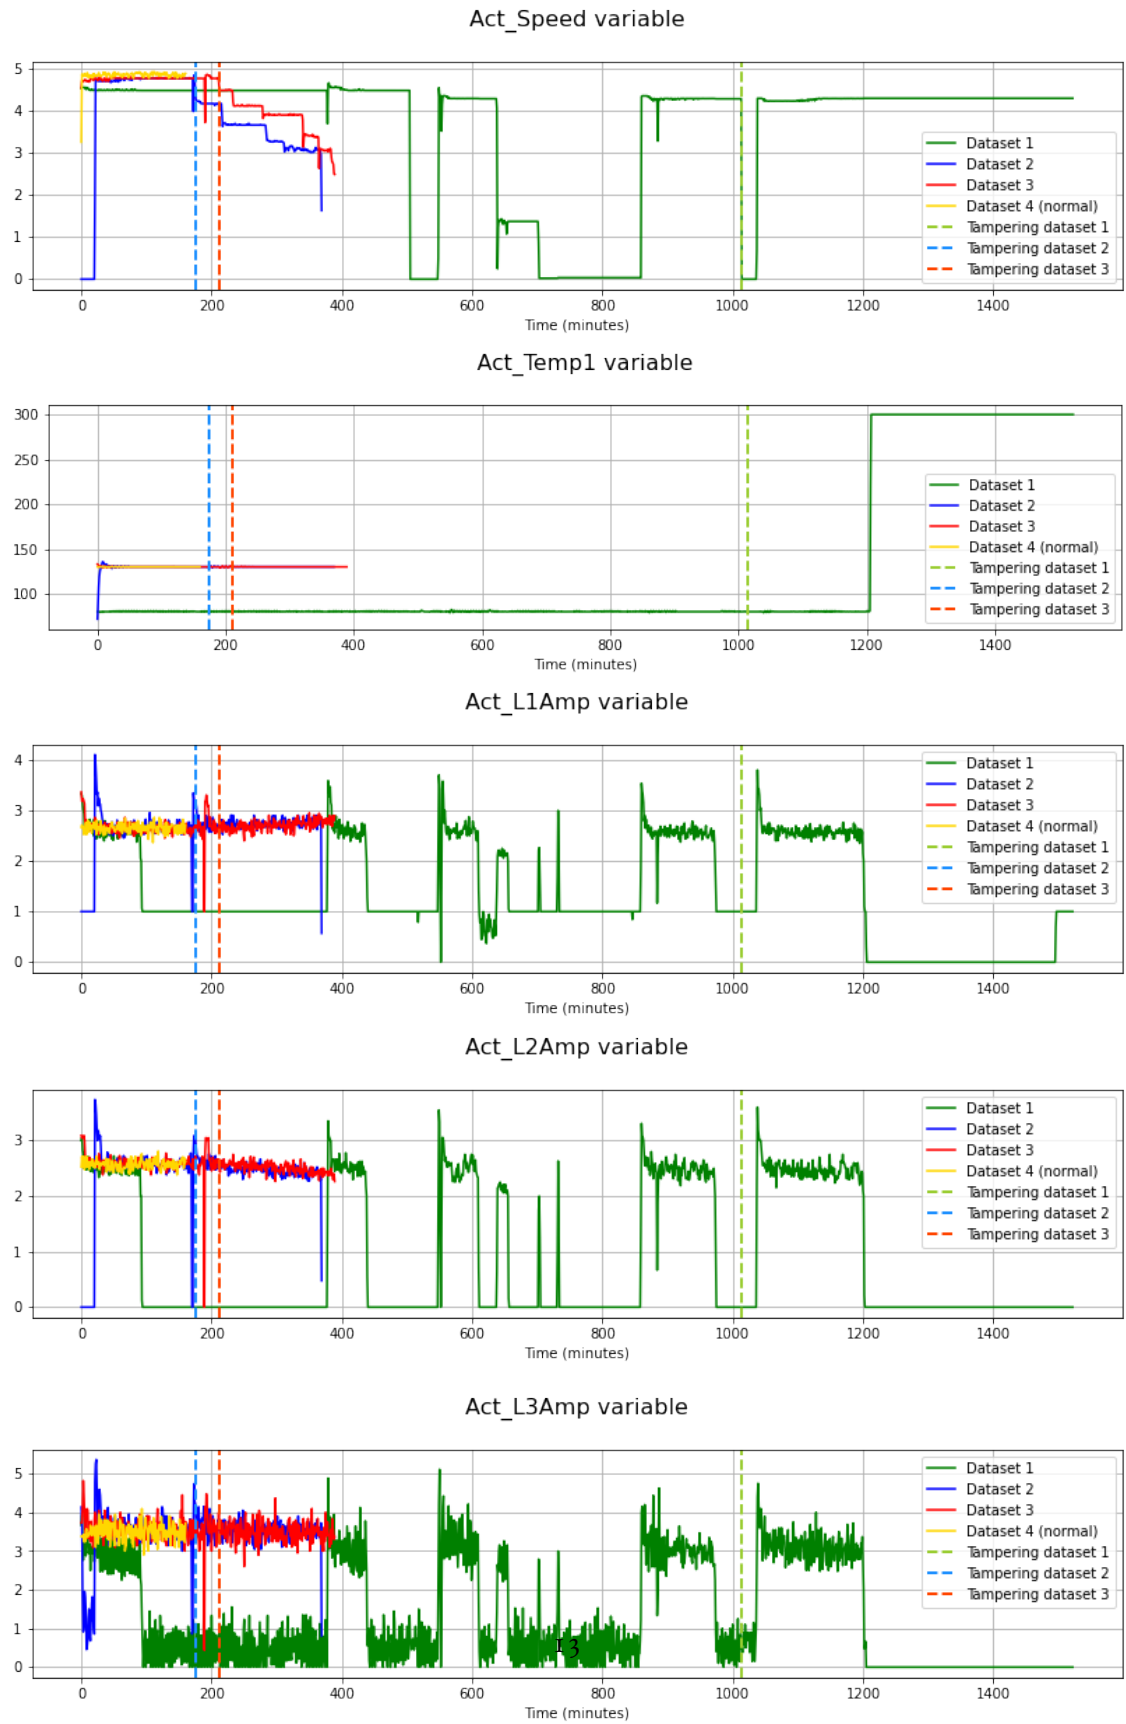 Act_Speed variable
5
4
3
2
1
0
0 200 400 600 800 1000 1200 1400
Time (minutes)
Dataset 1
Dataset 2
Dataset 3
Dataset 4 (normal)
Tampering dataset 1
Tampering dataset 2
Tampering dataset 3
Act_Temp1 variable
300
250
200
150
100
0 200 400 600 800 1000 1200 1400
Time (minutes)
Dataset 1
Dataset 2
Dataset 3
Dataset 4 (normal)
Tampering dataset 1
Tampering dataset 2
Tampering dataset 3
Act_L1Amp variable
4
3
2
1
0
0 200 400 600 800 1000 1200 1400
Time (minutes)
Dataset 1
Dataset 2
Dataset 3
Dataset 4 (normal)
Tampering dataset 1
Tampering dataset 2
Tampering dataset 3
Act_L2Amp variable
3
2
1
0
0 200 400 600 800 1000 1200 1400
Time (minutes)
Dataset 1
Dataset 2
Dataset 3
Dataset 4 (normal)
Tampering dataset 1
Tampering dataset 2
Tampering dataset 3
Act_L3Amp variable
5
4
3
2
1
0
0 200 400 600 800 1000 1200 1400
Time (minutes)
Dataset 1
Dataset 2
Dataset 3
Dataset 4 (normal)
Tampering dataset 1
Tampering dataset 2
Tampering dataset 3
13